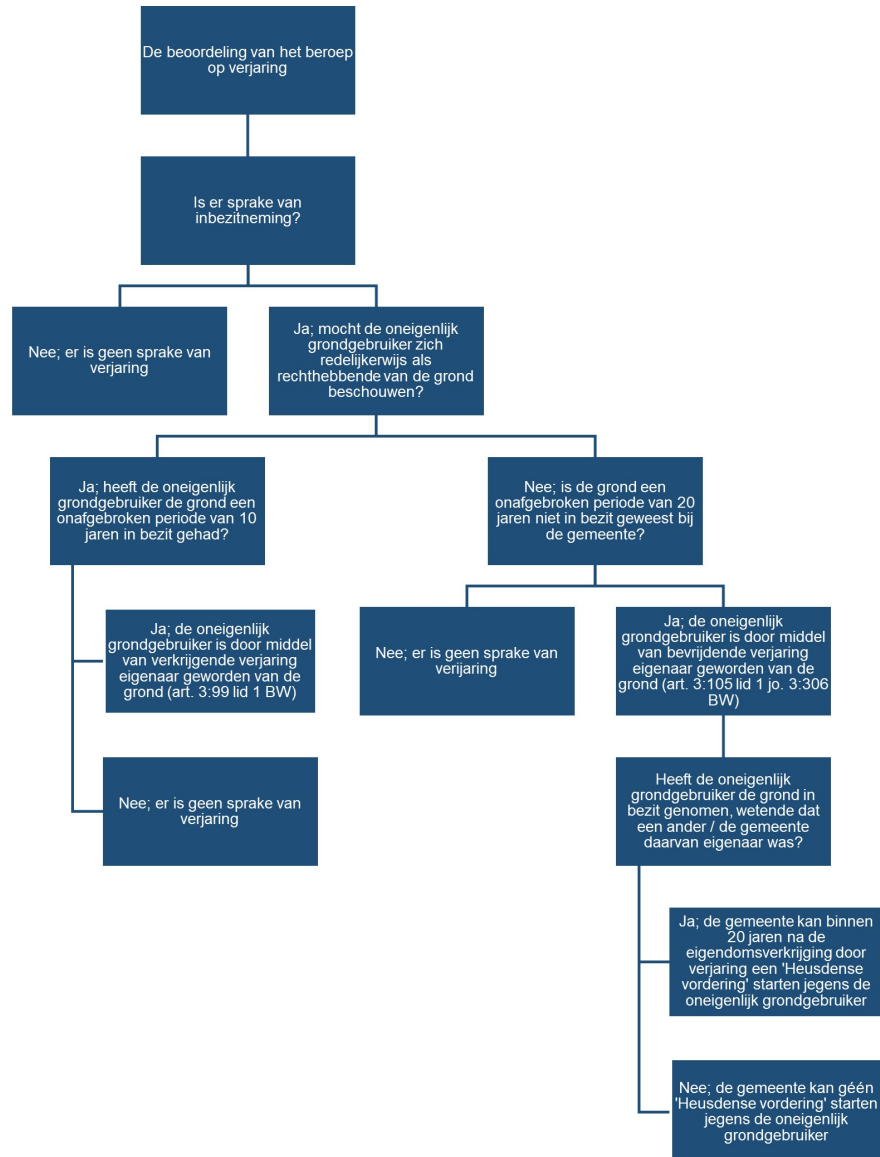 De beoordeling van het beroep
op verjaring
Is er sprake van
inbezitneming?
Nee; er is geen sprake van
verjaring
Ja; mocht de oneigenlijk
grondgebruiker zich
redelijkerwijs als
rechthebbende van de grond
beschouwen?
Ja; heeft de oneigenlijk
grondgebruiker de grond een
onafgebroken periode van 10
jaren in bezit gehad?
Nee; is de grond een
onafgebroken periode van 20
jaren niet in bezit geweest bij
de gemeente?
Ja; de oneigenlijk
grondgebruiker is door middel
van verkrijgende verjaring
eigenaar geworden van de
grond (art. 3:99 lid 1 BW)
Nee; er is geen sprake van
verjaring
Nee; er is geen sprake van
verijaring
Ja; de oneigenlijk
grondgebruiker is door middel
van bevrijdende verjaring
eigenaar geworden van de
grond (art. 3:105 lid 1 jo. 3:306
BW)
Heeft de oneigenlijk
grondgebruiker de grond in
bezit genomen, wetende dat
een ander / de gemeente
daarvan eigenaar was?
Ja; de gemeente kan binnen
20 jaren na de
eigendomsverkrijging door
verjaring een 'Heusdense
vordering' starten jegens de
oneigenlijk grondgebruiker
Nee; de gemeente kan géén
'Heusdense vordering' starten
jegens de oneigenlijk
grondgebruiker